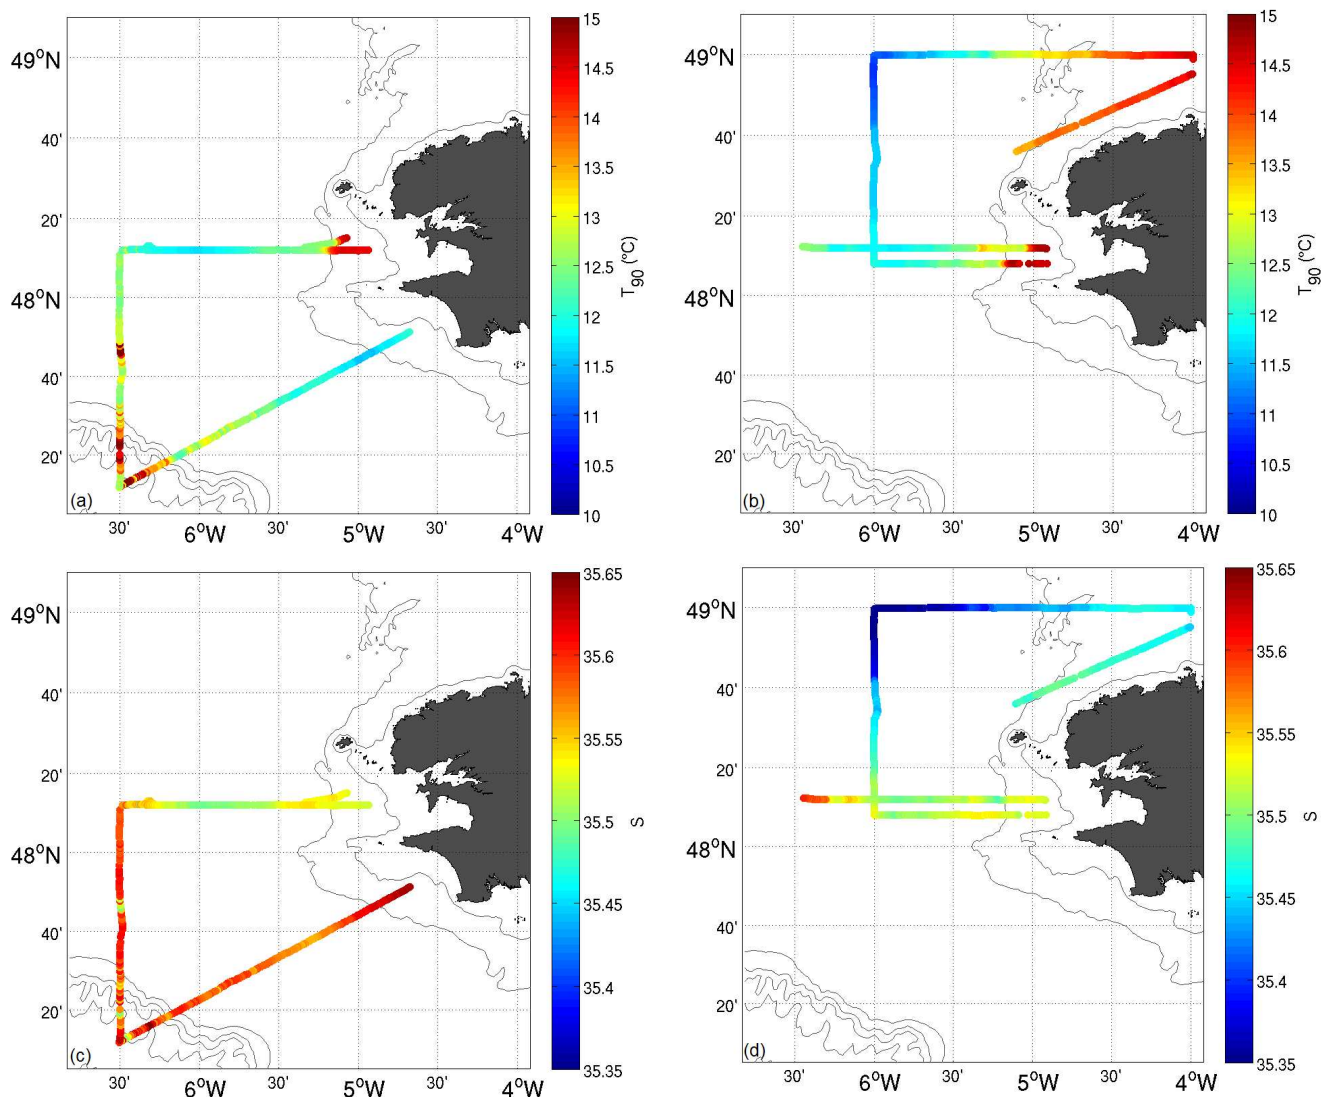 49°N
40'
20'
48°N
40'
20'
(a)
30'
6°W
30'
5°W
30'
4°W
15
14.5
14
13.5
13
12.5
12
11.5
11
10.5
10
T90 (°C)
49°N
40'
20'
48°N
40'
20'
(b)
30'
6°W
30'
5°W
30'
4°W
15
14.5
14
13.5
13
12.5
12
11.5
11
10.5
10
T90 (°C)
49°N
40'
20'
48°N
40'
20'
(c)
30'
6°W
30'
5°W
30'
4°W
35.65
35.6
35.55
35.5
35.45
35.4
35.35
S
49°N
40'
20'
48°N
40'
20'
(d)
30'
6°W
30'
5°W
30'
4°W
35.65
35.6
35.55
35.5
35.45
35.4
35.35
S